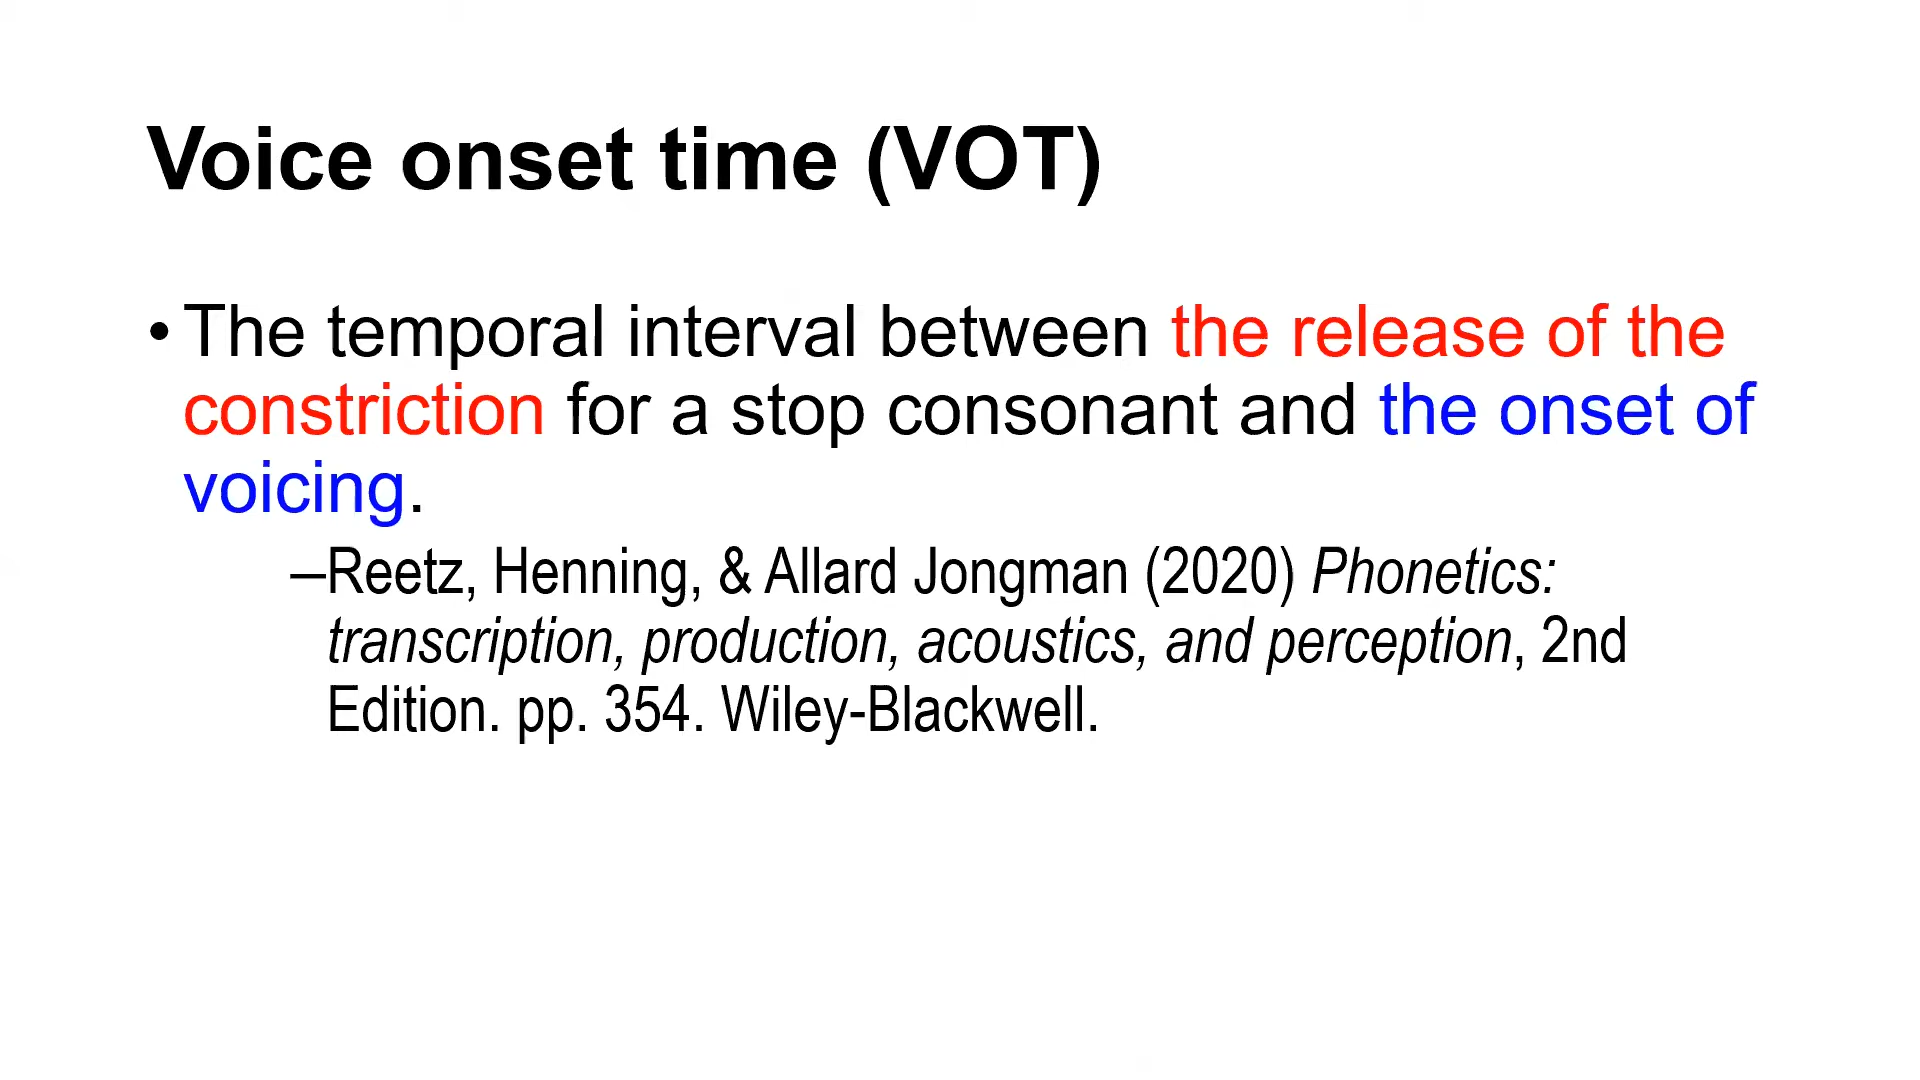 Voice onset time (VOT)
• The temporal interval between the release of the
constriction for a stop consonant and the onset of
voicing.
–Reetz, Henning, & Allard Jongman (2020) Phonetics:
transcription, production, acoustics, and perception, 2nd
Edition. pp. 354. Wiley-Blackwell.